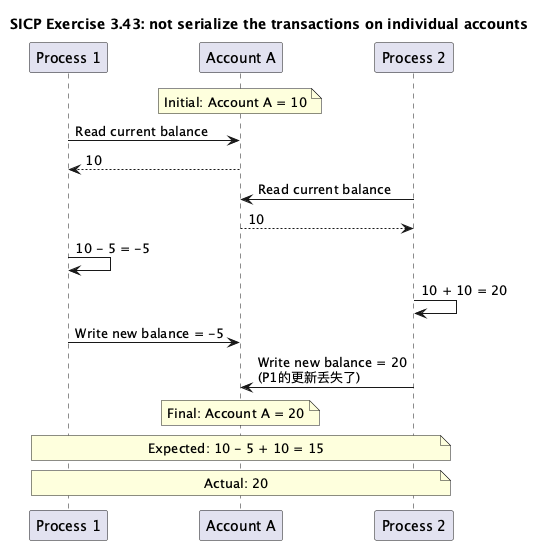 SICP Exercise 3.43: not serialize the transactions on individual accounts
Process 1
Account A
Process 2
Initial: Account A = 10
Read current balance
10
Read current balance
10
10 - 5 = -5
10 + 10 = 20
Write new balance = -5
Write new balance = 20
(P1的更新丢失了)
Final: Account A = 20
Expected: 10 - 5 + 10 = 15
Actual: 20
Process 1
Account A
Process 2